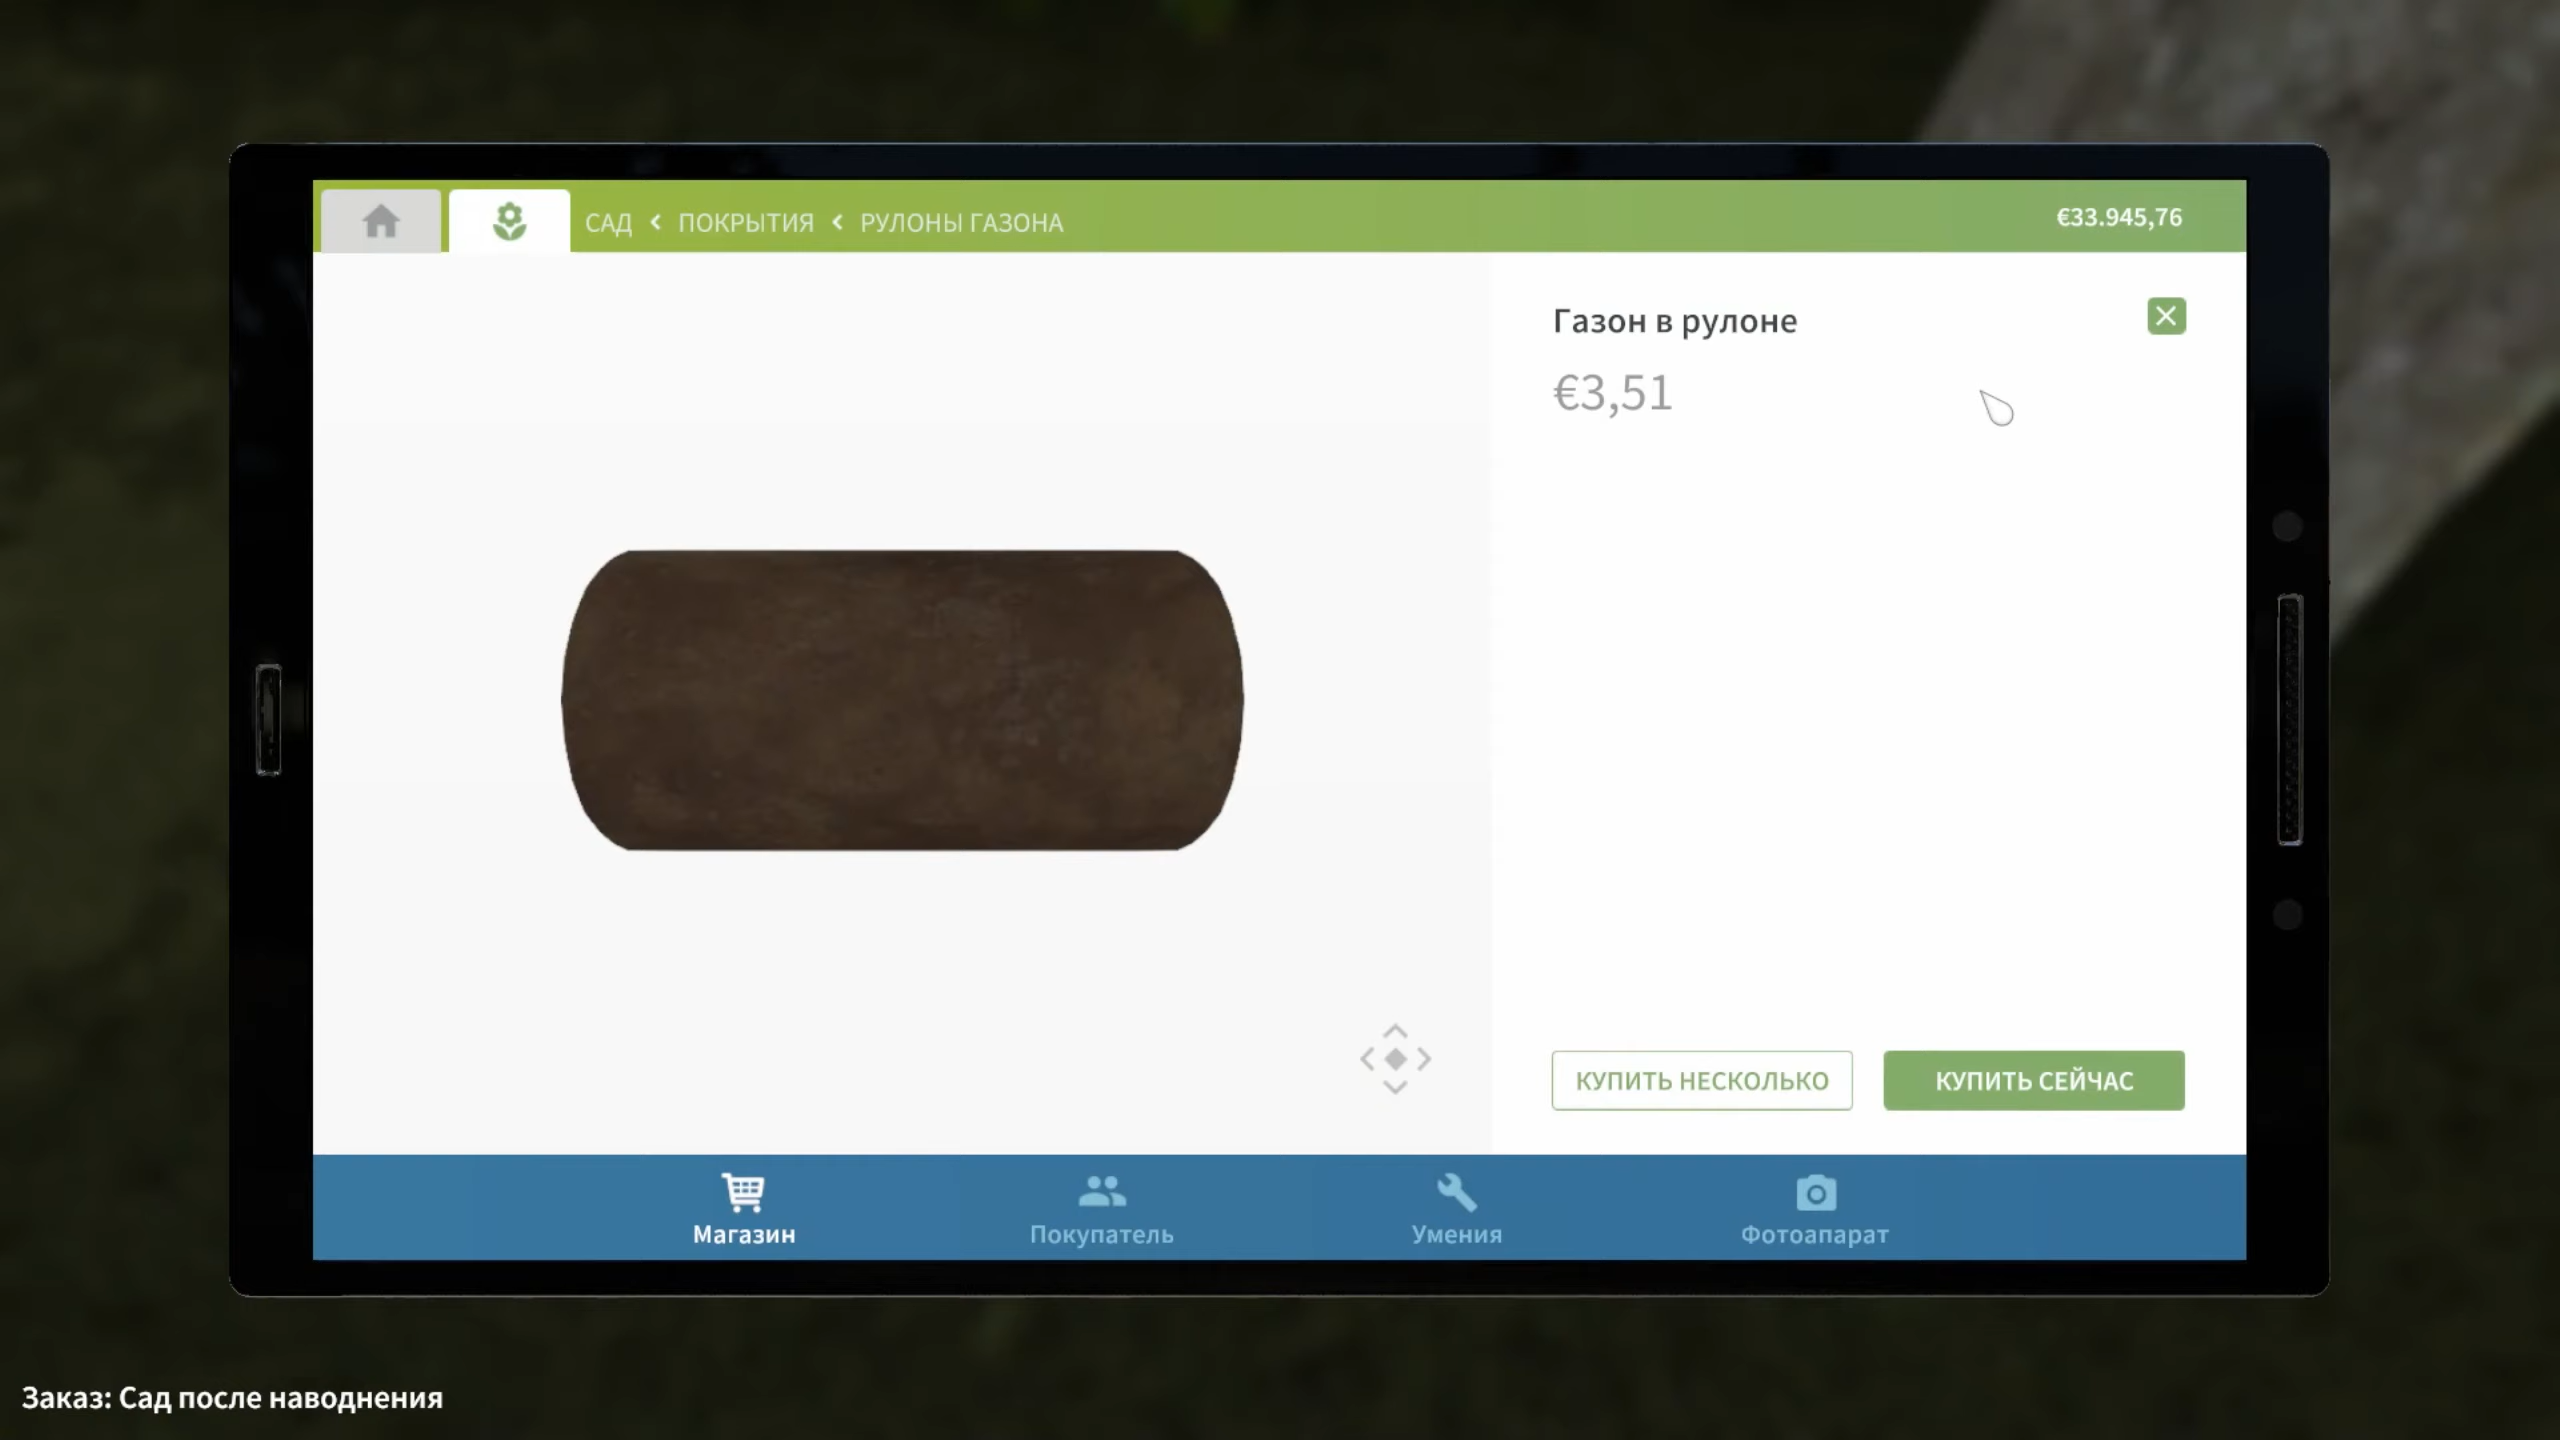 САД < ПОКРЫТИЯ < РУЛОНЫ ГАЗОНА
€33.945,76
Газон в рулоне
€3,51
КУПИТЬ НЕСКОЛЬКО
КУПИТЬ СЕЙЧАС
Магазин
Покупатель
Умения
Фотоапарат
Заказ: Сад после наводнения